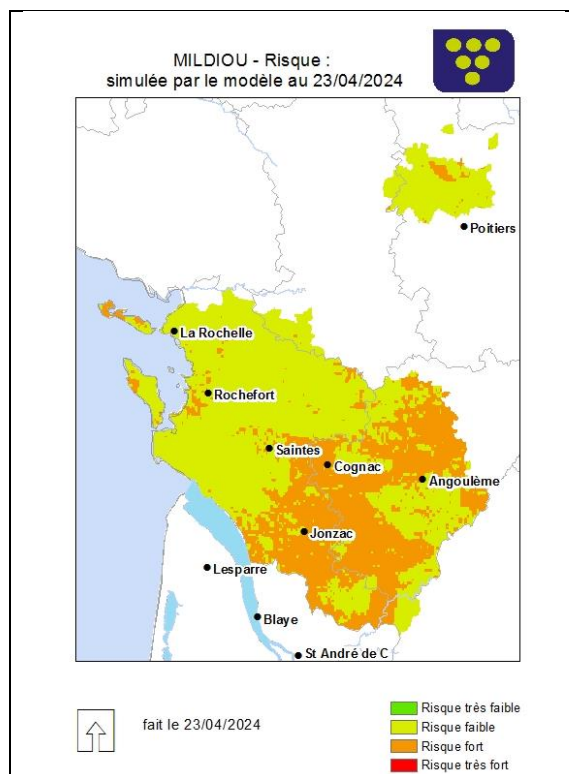 MILDIOU - Risque :
simulée par le modèle au 23/04/2024
Poitiers
La Rochelle
Rochefort
Saintes
Cognac
Angoulême
Jonzac
Lesparre
Blaye
St André de C
fait le 23/04/2024
Risque très faible
Risque faible
Risque fort
Risque très fort